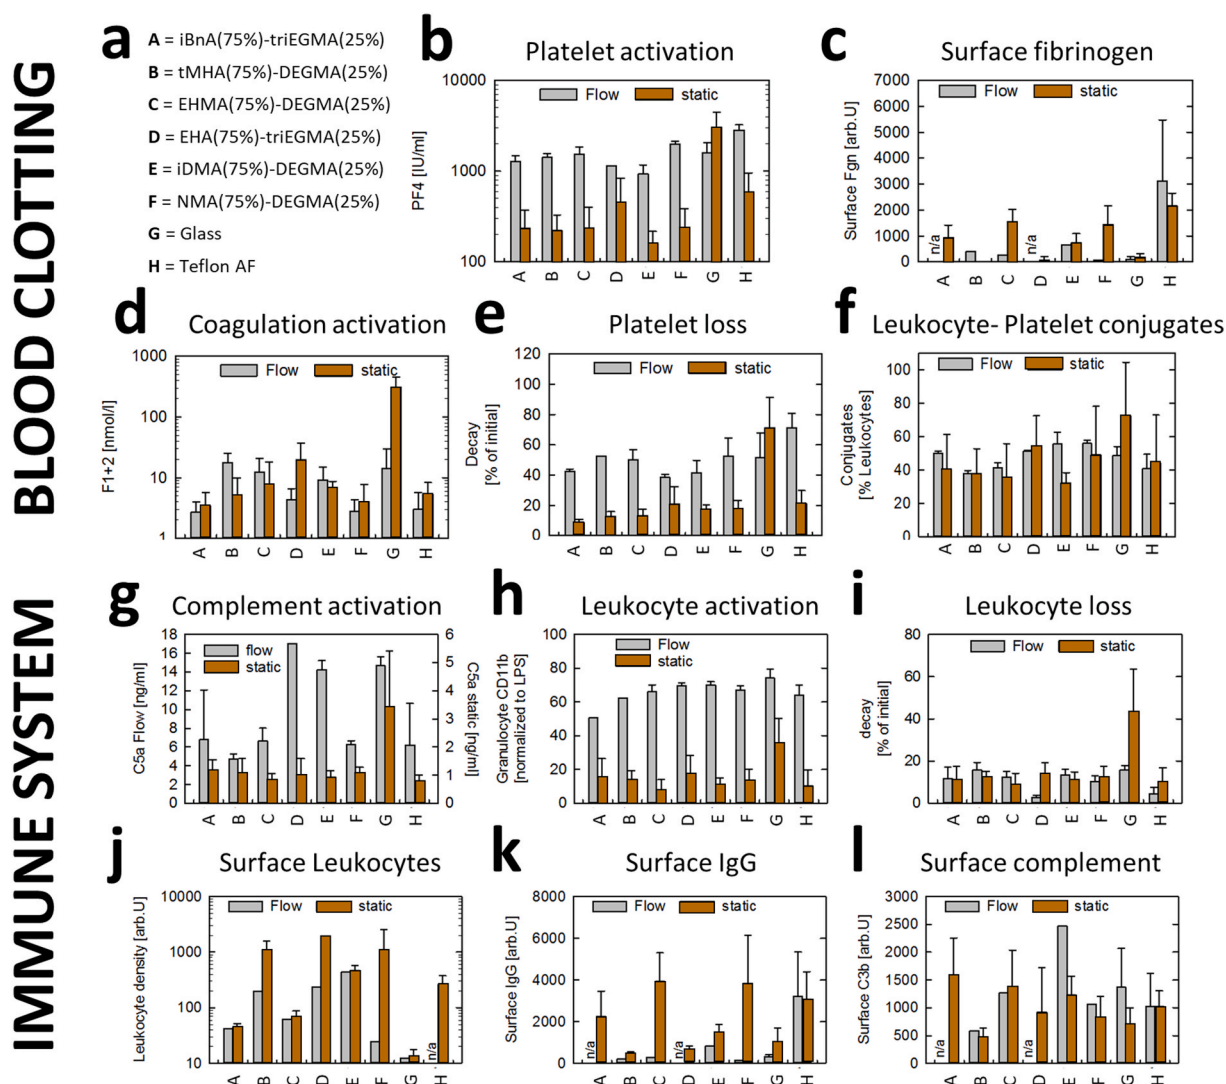 BLOOD CLOTTING
IMMUNE SYSTEM
a
A = iBnA(75%)-triEGMA(25%)
B = tMHA(75%)-DEGMA(25%)
C = EHMA(75%)-DEGMA(25%)
D = EHA(75%)-triEGMA(25%)
E = iDMA(75%)-DEGMA(25%)
F = NMA(75%)-DEGMA(25%)
G = Glass
H = Teflon AF
b
Platelet activation
PF4 [IU/ml]
10000
1000
100
Flow static
A B C D E F G H
c
Surface fibrinogen
Surface Fgn [arb.U]
7000
6000
5000
4000
3000
2000
1000
0
Flow static
n/a n/a
A B C D E F G H
d
Coagulation activation
F1+2 [nmol/l]
1000
100
10
1
Flow static
A B C D E F G H
e
Platelet loss
Decay
[% of initial]
120
100
80
60
40
20
0
Flow static
A B C D E F G H
f
Leukocyte- Platelet conjugates
Conjugates
[% Leukocytes]
100
80
60
40
20
0
Flow static
A B C D E F G H
g
Complement activation
C5a Flow [ng/ml]
18
16
14
12
10
8
6
4
2
0
flow
static
6
5
4
3
2
1
0
C5a static [ng/ml]
A B C D E F G H
h
Leukocyte activation
Granulocyte CD11b
[normalized to LPS]
100
80
60
40
20
0
Flow
static
A B C D E F G H
i
Leukocyte loss
decay
[% of initial]
80
60
40
20
0
Flow static
A B C D E F G H
j
Surface Leukocytes
Leukocyte density [arb.U]
10000
1000
100
10
Flow static
n/a
A B C D E F G H
k
Surface IgG
Surface IgG [arb.U]
8000
6000
4000
2000
0
Flow static
n/a n/a
A B C D E F G H
l
Surface complement
Surface C3b [arb.U]
3000
2500
2000
1500
1000
500
0
Flow static
n/a n/a
A B C D E F G H